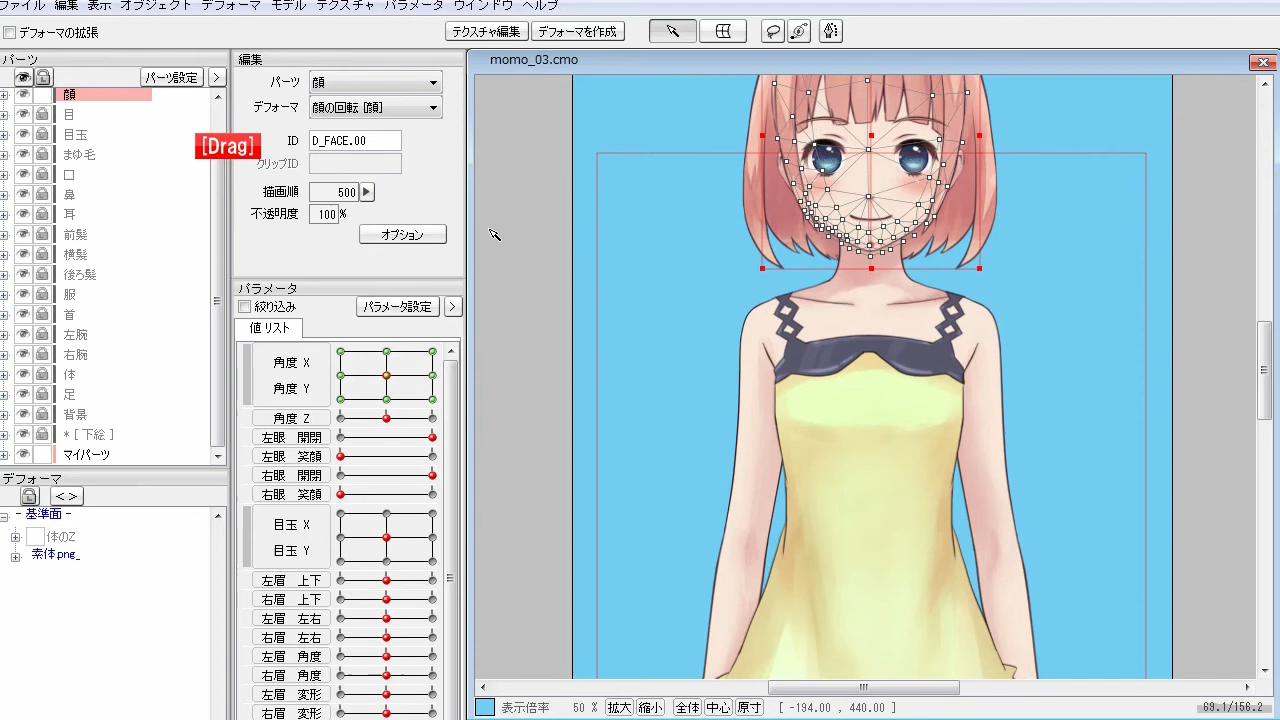 ファイル 編集 表示 オブジェクト デフォーマ モデル テクスチャ パラメータ ウインドウ ヘルプ
デフォーマの拡張
テクスチャ編集
デフォーマを作成
パーツ
パーツ設定
>
顔
目
目玉
まゆ毛
口
鼻
耳
前髪
横髪
後ろ髪
服
首
左腕
右腕
体
足
背景
* [ 下絵 ]
マイパーツ
[Drag]
デフォーマ
< >
- 基準面 -
体のZ
素体png_
編集
パーツ 顔
デフォーマ 顔の回転 [顔]
ID D_FACE.00
クリップID
描画順 500
不透明度 100 %
オプション
パラメータ
絞り込み
パラメータ設定
>
値リスト
角度 X
角度 Y
角度 Z
左眼 開閉
左眼 笑顔
右眼 開閉
右眼 笑顔
目玉 X
目玉 Y
左眉 上下
右眉 上下
左眉 左右
右眉 左右
左眉 角度
右眉 角度
左眉 変形
右眉 変形
momo_03.cmo
表示倍率 50 % 拡大 縮小 全体 中心 原寸 [ -194.00 , 440.00 ]
69.1/156.2